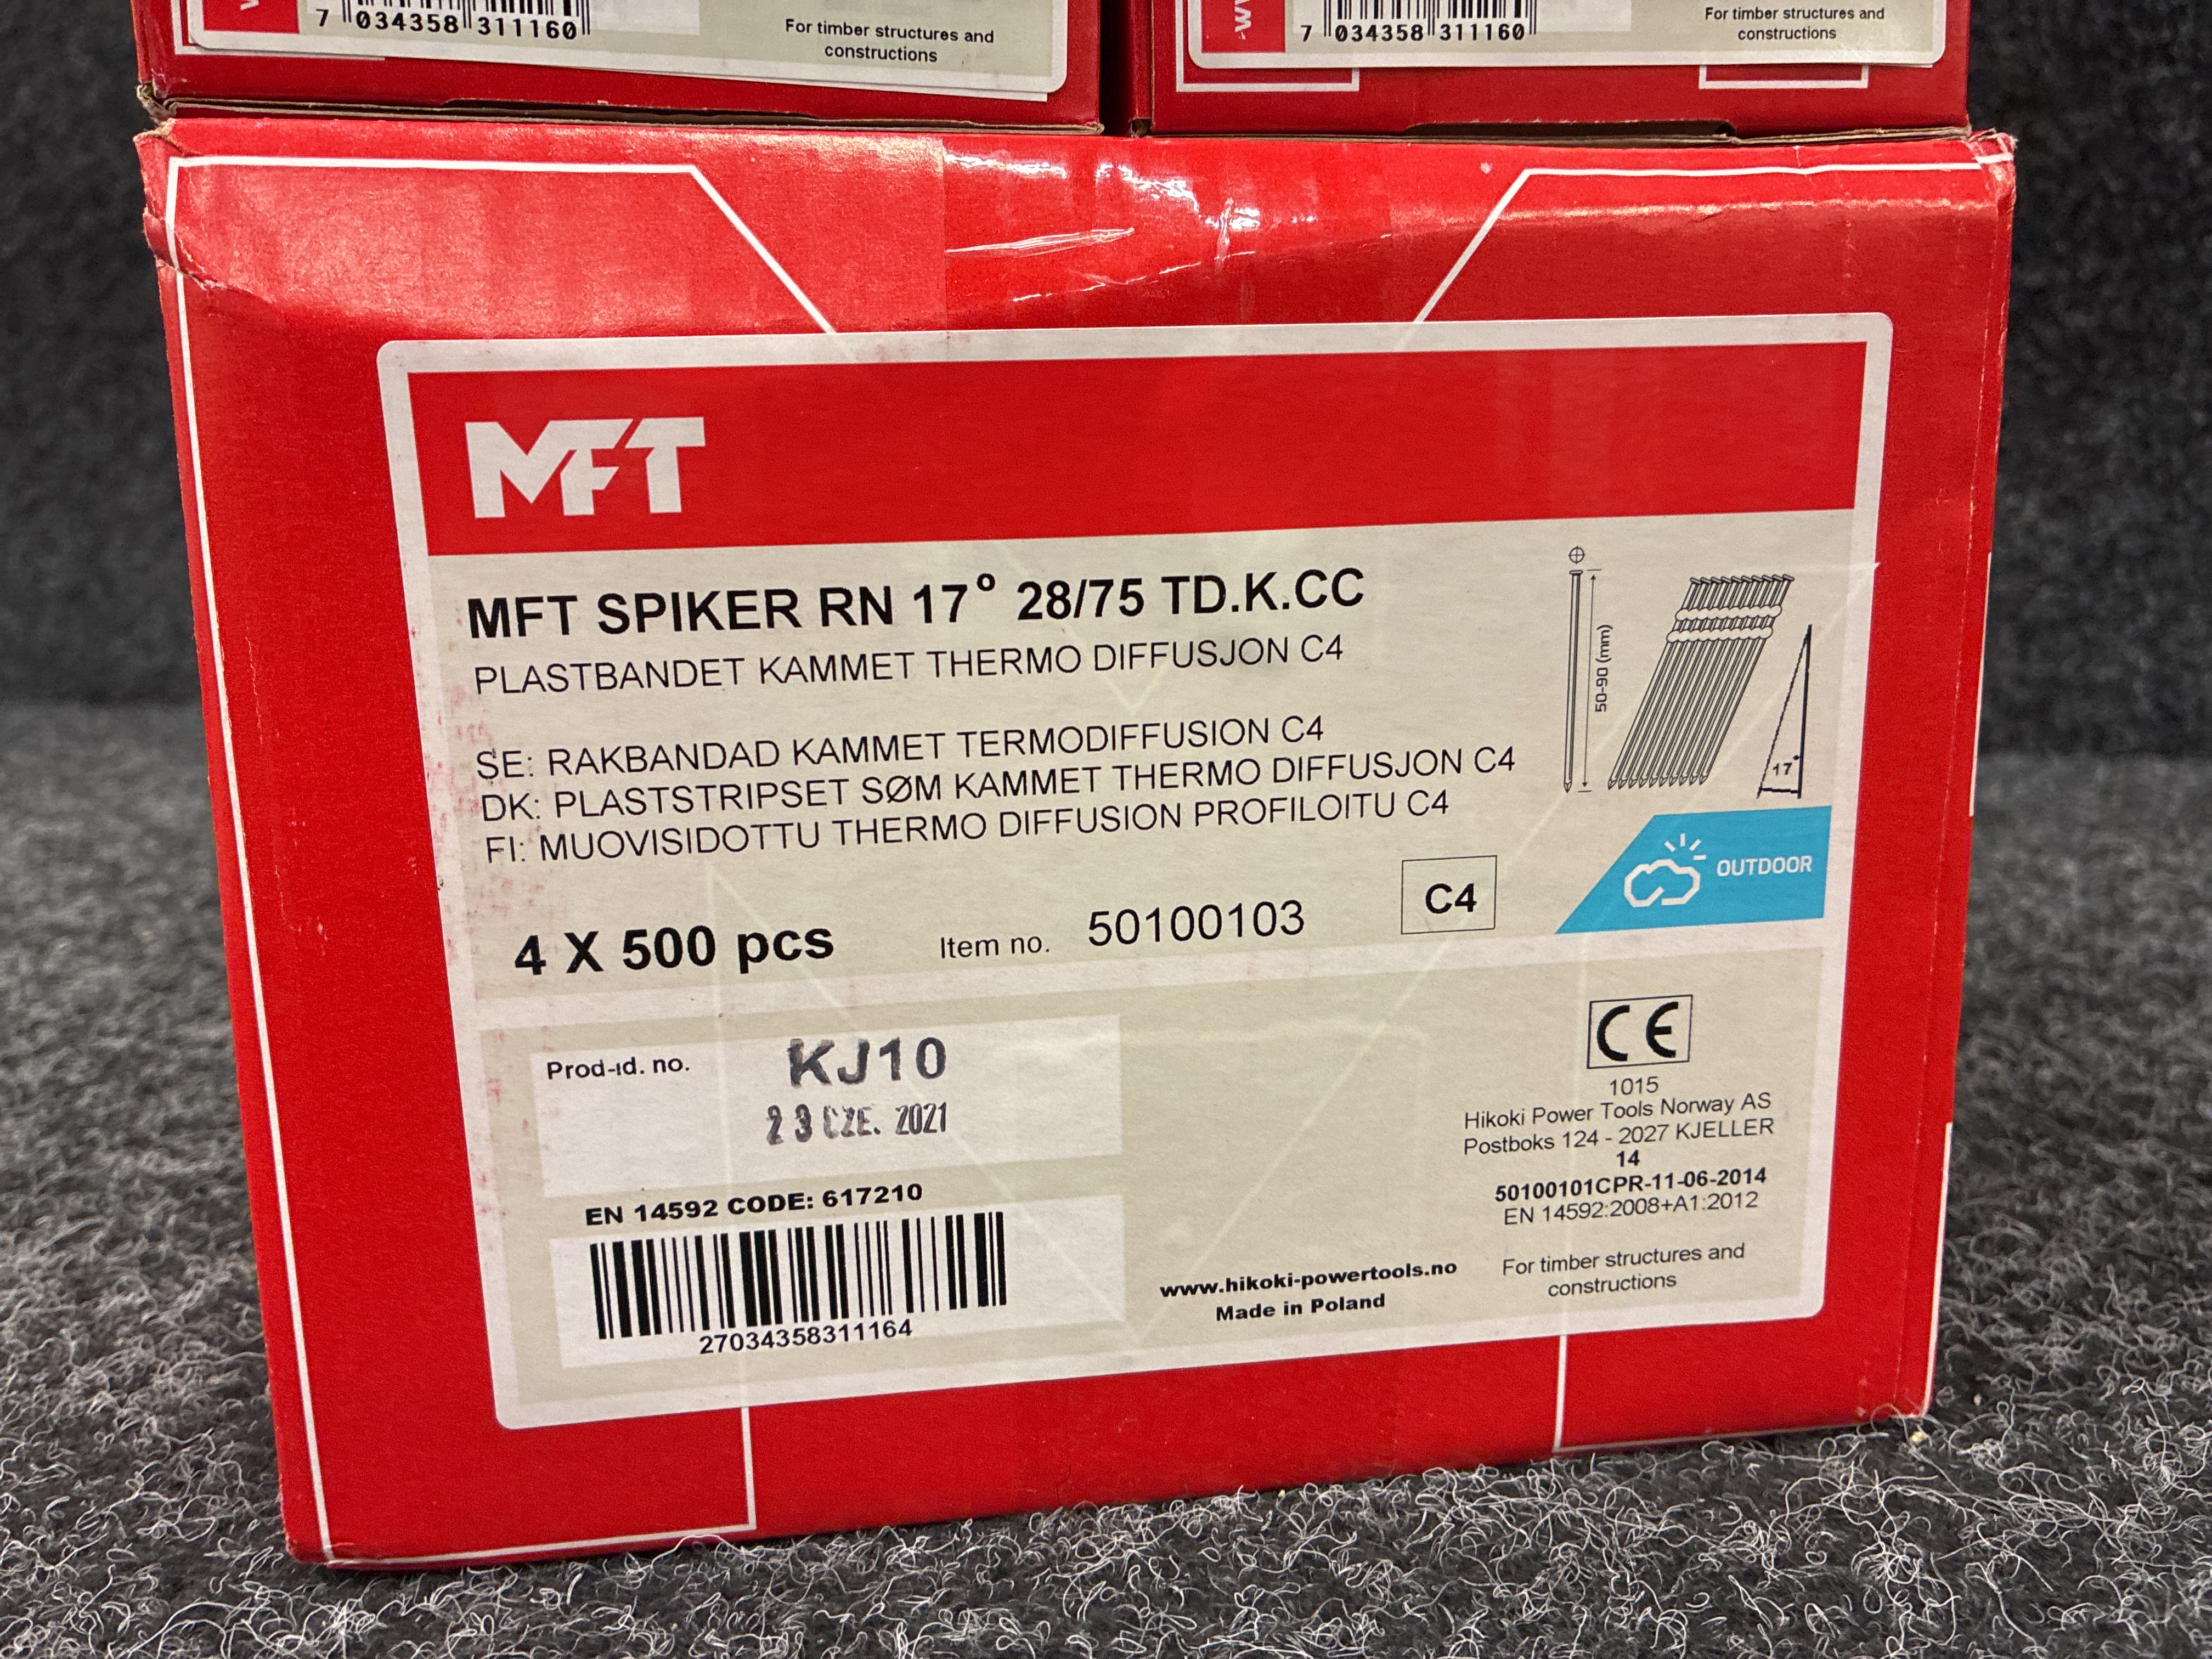 7 034358 311160
For timber structures and
constructions
7 034358 311160
For timber structures and
constructions
MFT
MFT SPIKER RN 17° 28/75 TD.K.CC
PLASTBANDET KAMMET THERMO DIFFUSJON C4
SE: RAKBANDAD KAMMET TERMODIFFUSION C4
DK: PLASTSTRIPSET SØM KAMMET THERMO DIFFUSJON C4
FI: MUOVISIDOTTU THERMO DIFFUSION PROFILOITU C4
50-90 (mm)
17°
OUTDOOR
4 X 500 pcs
Item no. 50100103
C4
Prod-id. no. KJ10
23 CZE. 2021
EN 14592 CODE: 617210
27034358311164
www.hikoki-powertools.no
Made in Poland
CE
1015
Hikoki Power Tools Norway AS
Postboks 124 - 2027 KJELLER
14
50100101CPR-11-06-2014
EN 14592:2008+A1:2012
For timber structures and
constructions